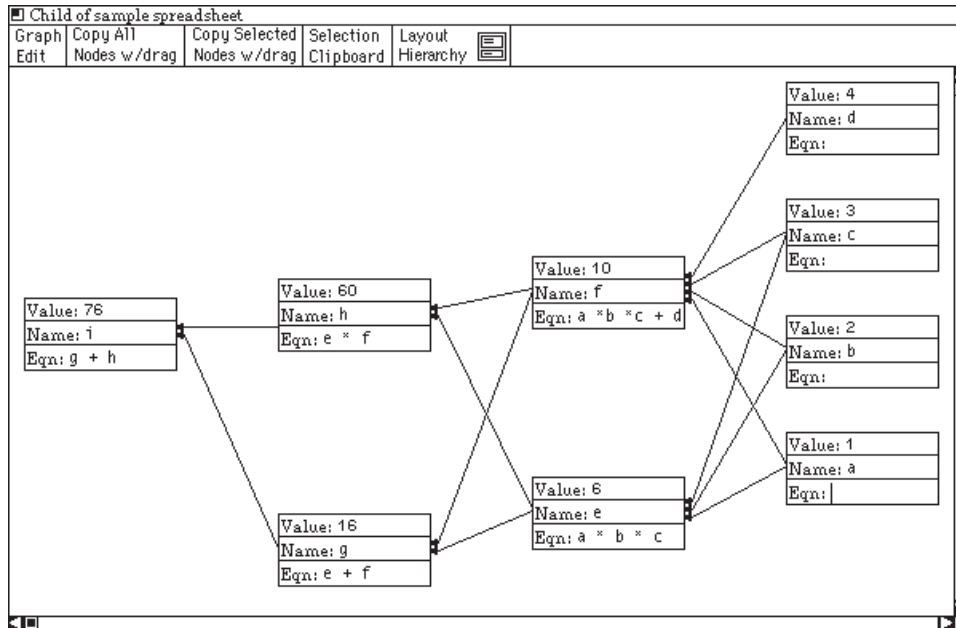 Child of sample spreadsheet
Graph Copy All Copy Selected Selection Layout
Edit Nodes w/drag Nodes w/drag Clipboard Hierarchy
Value: 4
Name: d
Eqn:
Value: 3
Name: c
Eqn:
Value: 10
Name: f
Eqn: a *b *c + d
Value: 60
Name: h
Eqn: e * f
Value: 76
Name: i
Eqn: g + h
Value: 2
Name: b
Eqn:
Value: 1
Name: a
Eqn:
Value: 6
Name: e
Eqn: a * b * c
Value: 16
Name: g
Eqn: e + f